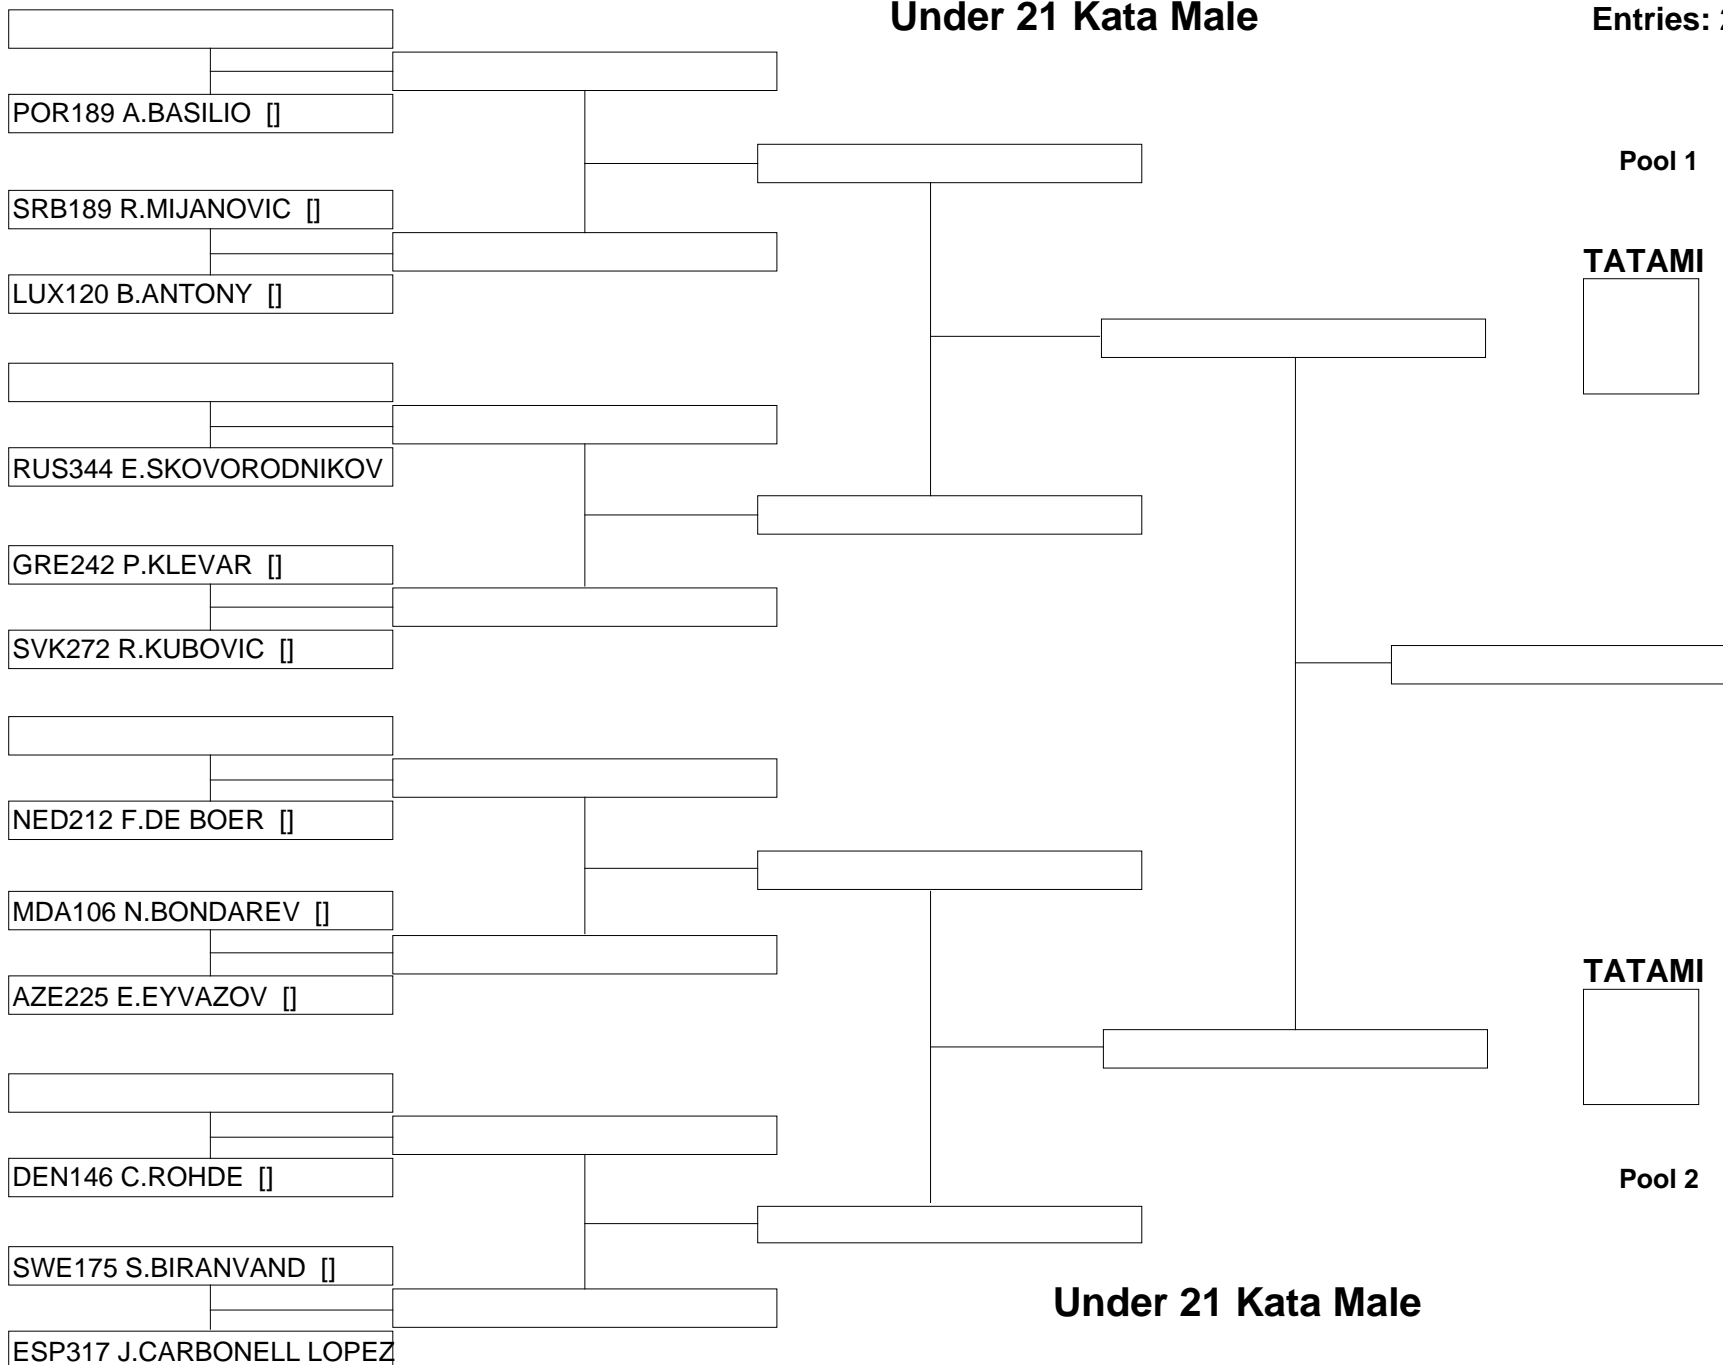 Under 21 Kata Male
Entries: 2
POR189 A.BASILIO []
Pool 1
SRB189 R.MIJANOVIC []
TATAMI
LUX120 B.ANTONY []
RUS344 E.SKOVORODNIKOV
GRE242 P.KLEVAR []
SVK272 R.KUBOVIC []
NED212 F.DE BOER []
MDA106 N.BONDAREV []
TATAMI
AZE225 E.EYVAZOV []
DEN146 C.ROHDE []
Pool 2
SWE175 S.BIRANVAND []
Under 21 Kata Male
ESP317 J.CARBONELL LOPEZ